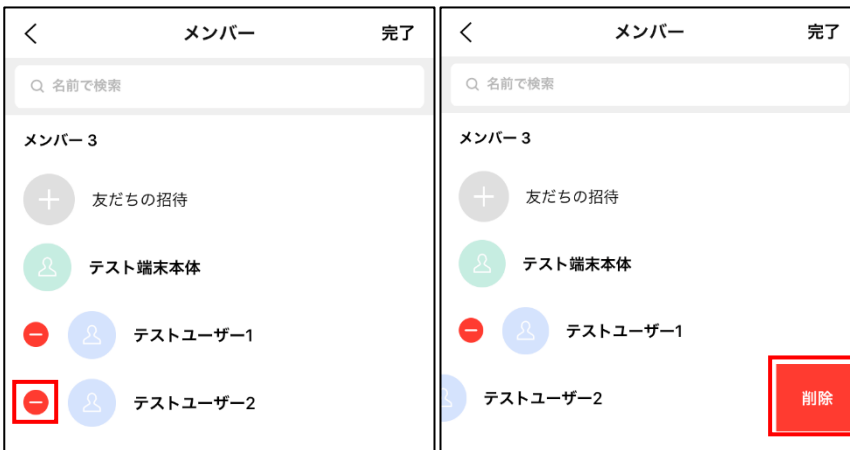 メンバー
完了
名前で検索
メンバー 3
友だちの招待
テスト端末本体
テストユーザー1
テストユーザー2
メンバー
完了
名前で検索
メンバー 3
友だちの招待
テスト端末本体
テストユーザー1
テストユーザー2
削除